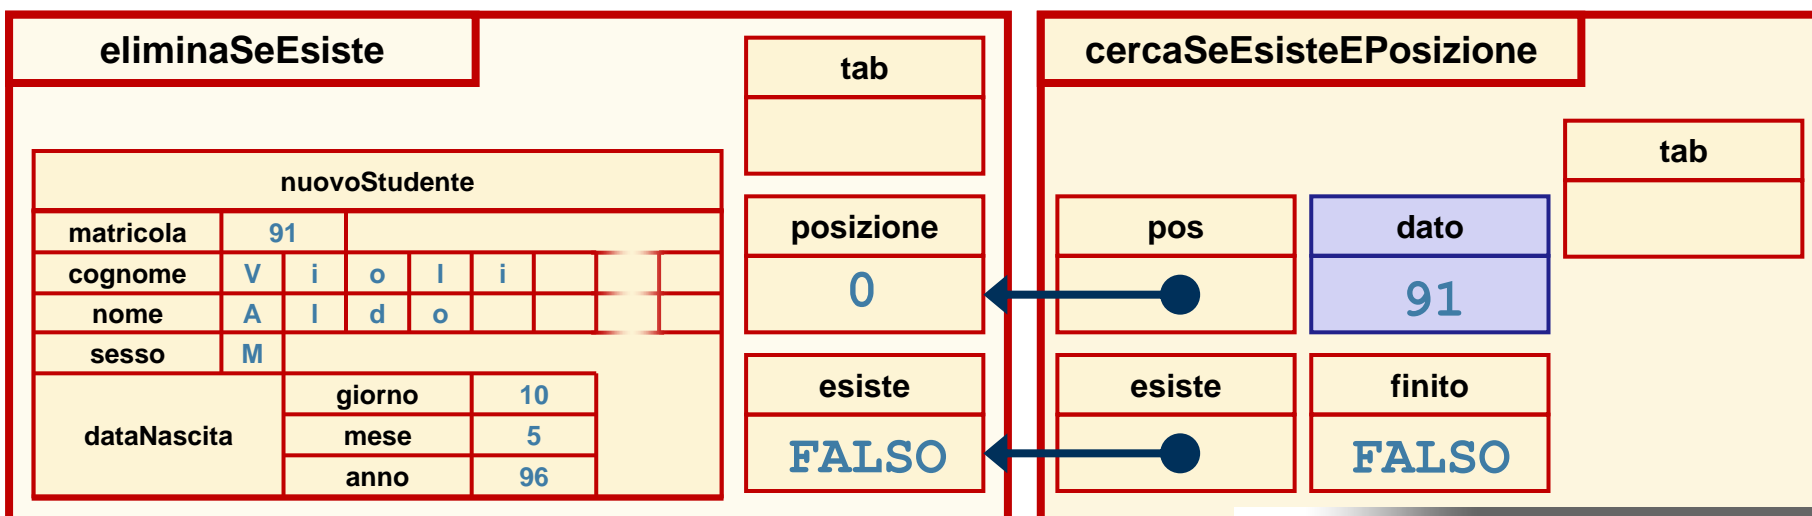 eliminaSeEsiste
tab
nuovoStudente
matricola 91
cognome V i o l i
nome A l d o
sesso M
dataNascita
giorno 10
mese 5
anno 96
posizione
0
esiste
FALSO
cercaSeEsisteEPosizione
tab
pos
dato
91
esiste
finito
FALSO